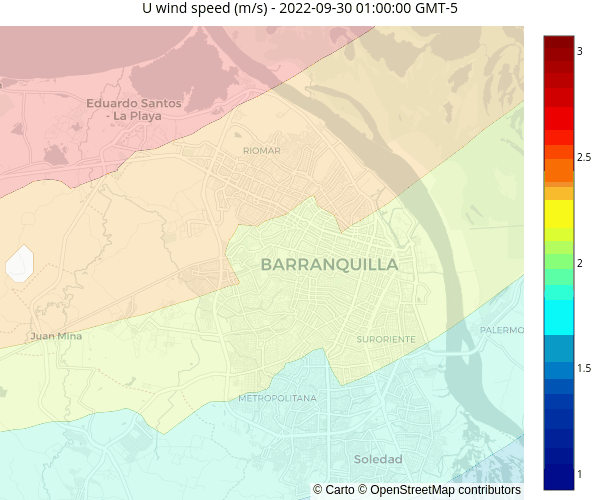 U wind speed (m/s) - 2022-09-30 01:00:00 GMT-5
3
Eduardo Santos
- La Playa
RIOMAR
2.5
BARRANQUILLA
2
PALERMO
Juan Mina
SURORIENTE
1.5
METROPOLITANA
Soledad
1
© Carto © OpenStreetMap contributors